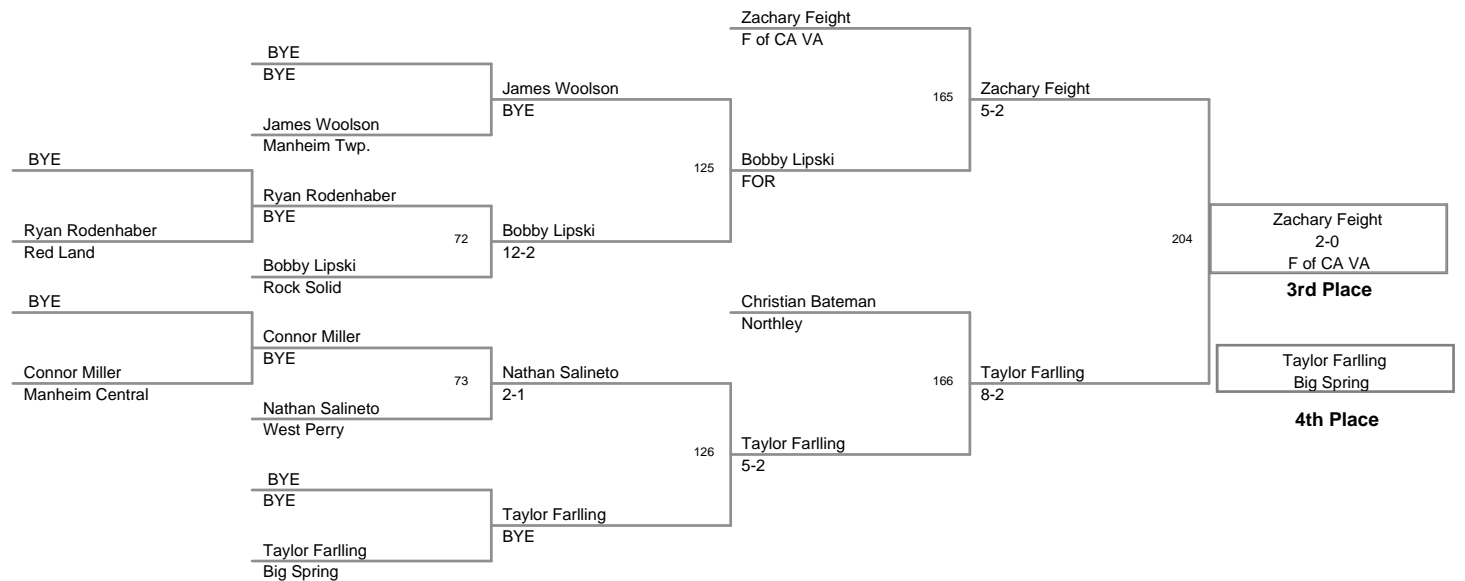 Zachary Feight
F of CA VA
BYE
BYE
James Woolson
BYE
165
Zachary Feight
5-2
James Woolson
Manheim Twp.
BYE
125
Bobby Lipski
FOR
Ryan Rodenhaber
BYE
Ryan Rodenhaber
Red Land
72
Bobby Lipski
12-2
204
Zachary Feight
2-0
F of CA VA
3rd Place
Bobby Lipski
Rock Solid
BYE
Christian Bateman
Northley
Connor Miller
BYE
Connor Miller
Manheim Central
73
Nathan Salineto
2-1
166
Taylor Farlling
8-2
Taylor Farlling
Big Spring
4th Place
Nathan Salineto
West Perry
126
Taylor Farlling
5-2
BYE
BYE
Taylor Farlling
BYE
Taylor Farlling
Big Spring